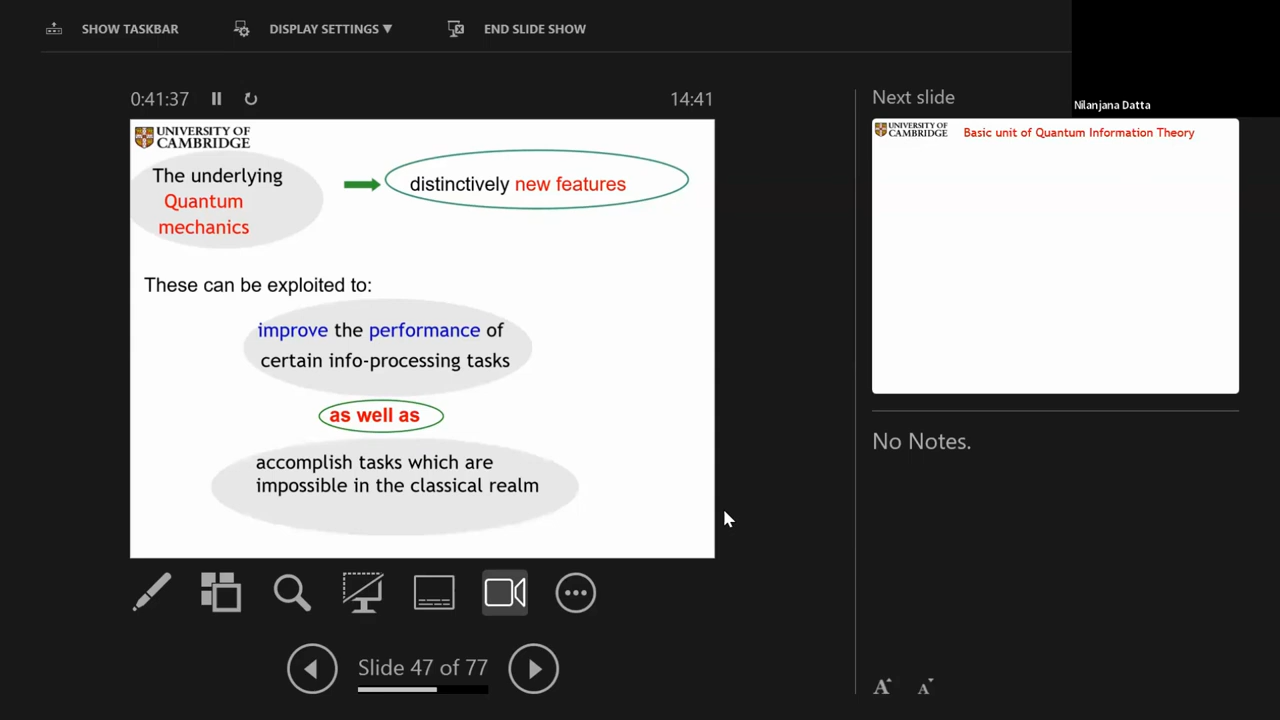 SHOW TASKBAR
DISPLAY SETTINGS ▼
END SLIDE SHOW
0:41:37
14:41
Next slide
Nilanjana Datta
UNIVERSITY OF
CAMBRIDGE
The underlying
Quantum
mechanics
distinctively new features
These can be exploited to:
improve the performance of
certain info-processing tasks
as well as
accomplish tasks which are
impossible in the classical realm
UNIVERSITY OF
CAMBRIDGE
Basic unit of Quantum Information Theory
No Notes.
Slide 47 of 77
A A